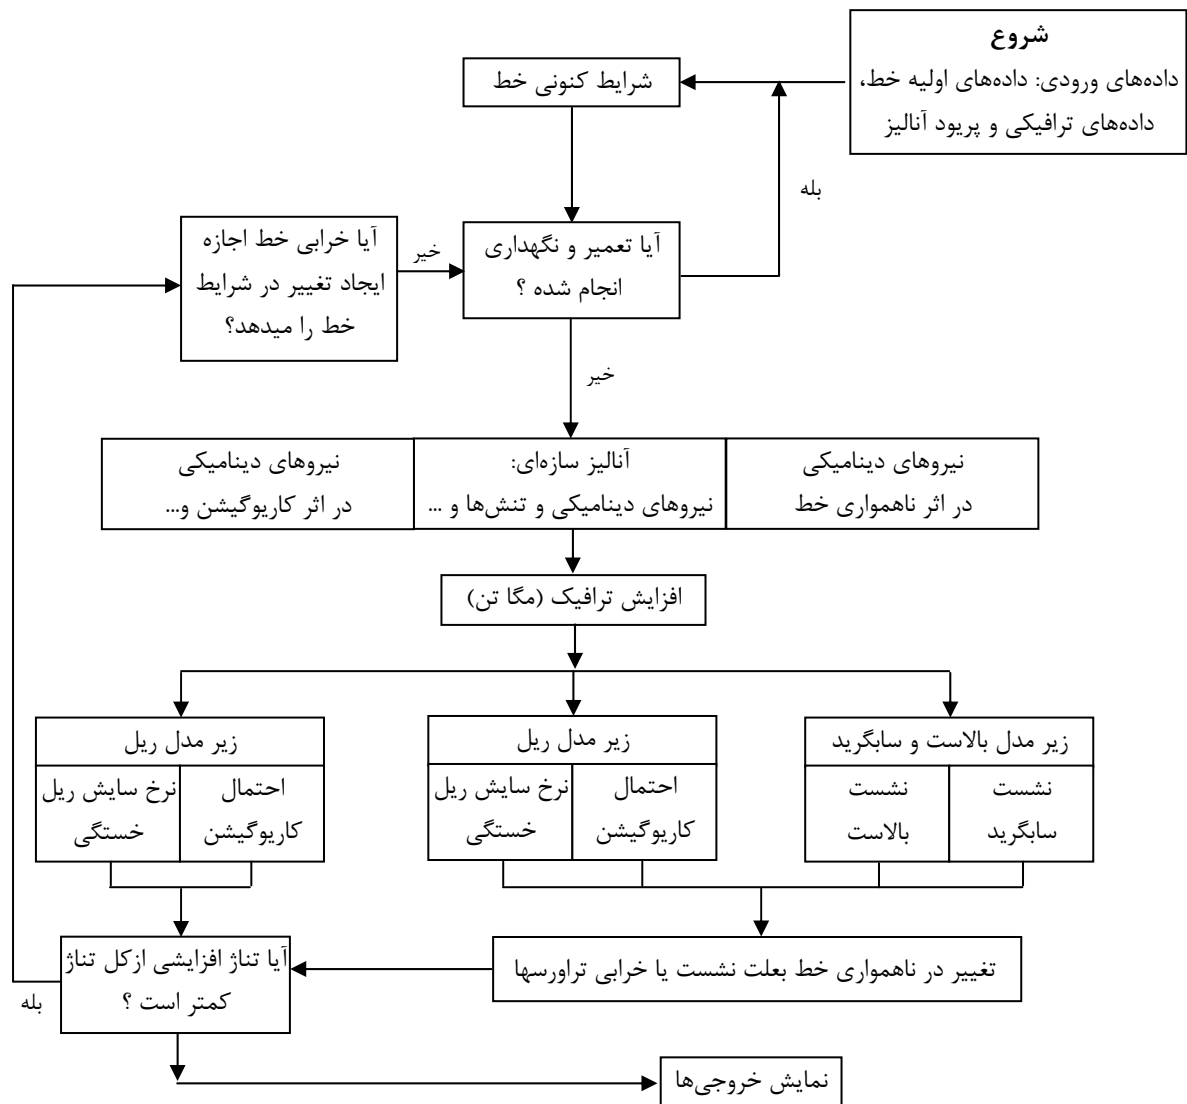 شروع
داده‌های ورودی: داده‌های اولیه خط،
داده‌های ترافیکی و پریود آنالیز
شرایط کنونی خط
بله
آیا تعمیر و نگهداری
انجام شده ؟
خیر
آیا خرابی خط اجازه
ایجاد تغییر در شرایط
خط را میدهد؟
خیر
نیروهای دینامیکی
در اثر ناهمواری خط
آنالیز سازه‌ای:
نیروهای دینامیکی و تنش‌ها و ...
نیروهای دینامیکی
در اثر کاریوگیشن و...
افزایش ترافیک (مگا تن)
زیر مدل بالاست و سابگرید
نشست
سابگرید
نشست
بالاست
زیر مدل ریل
احتمال
کاریوگیشن
نرخ سایش ریل
خستگی
زیر مدل ریل
احتمال
کاریوگیشن
نرخ سایش ریل
خستگی
تغییر در ناهمواری خط بعلت نشست یا خرابی تراورسها
آیا تناژ افزایشی ازکل تناژ
کمتر است ؟
بله
نمایش خروجی‌ها